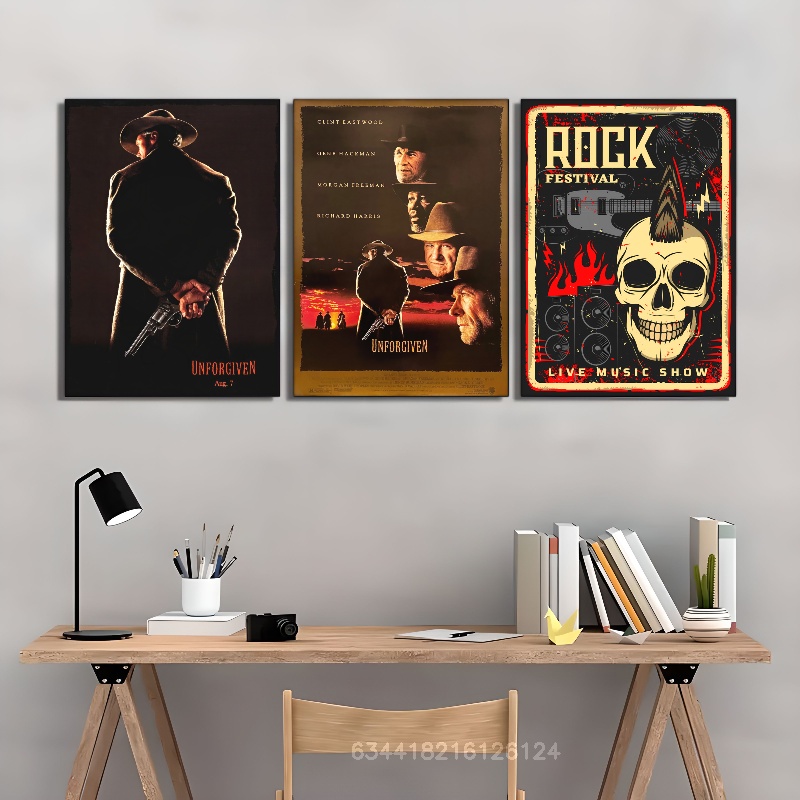 UNFORGIVEN
Aug. 7
CLINT EASTWOOD
GENE HACKMAN
MORGAN FREEMAN
RICHARD HARRIS
UNFORGIVEN
ROCK
FESTIVAL
LIVE MUSIC SHOW
634418216126124